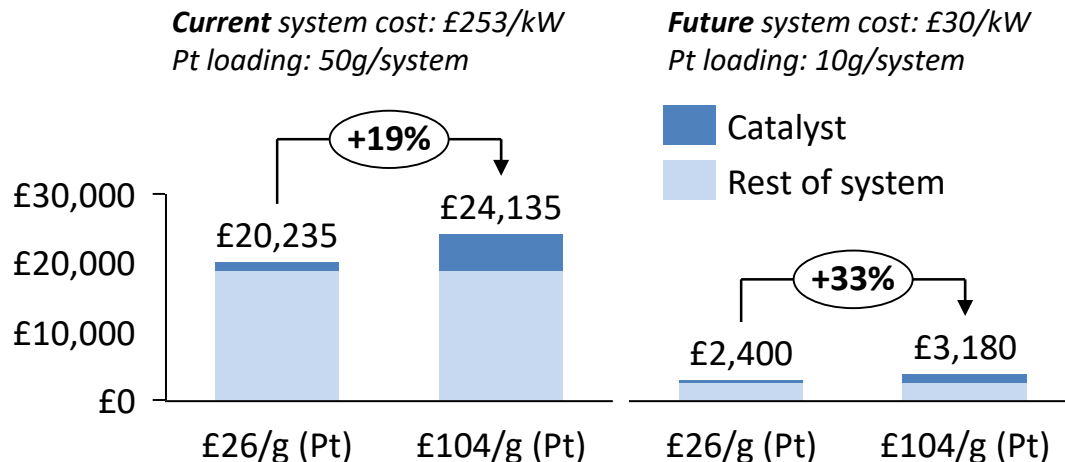 Current system cost: £253/kW
Pt loading: 50g/system
Future system cost: £30/kW
Pt loading: 10g/system
Catalyst
Rest of system
+19%
+33%
£30,000
£20,000
£10,000
£0
£20,235
£24,135
£2,400
£3,180
£26/g (Pt)
£104/g (Pt)
£26/g (Pt)
£104/g (Pt)